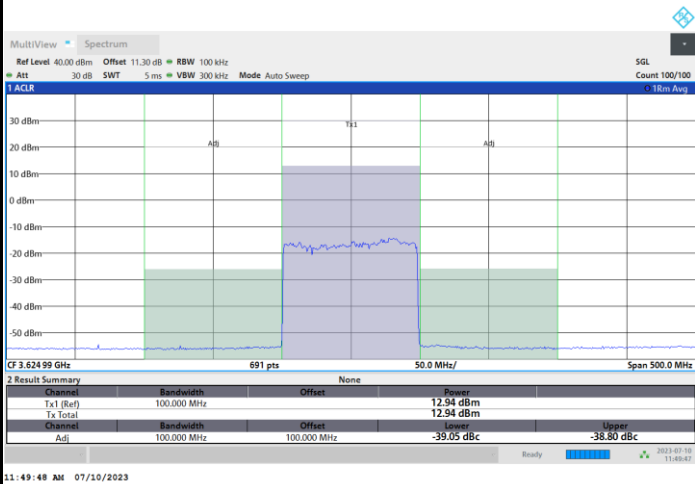 MultiView Spectrum
Ref Level 40.00 dBm Offset 11.30 dB RBW 100 kHz SGL
Att 30 dB SWT 5 ms VBW 300 kHz Mode Auto Sweep Count 100/100
1 ACLR 1Rm Avg
30 dBm
Tx1
20 dBm
Adj Adj
10 dBm
0 dBm
-10 dBm
-20 dBm
-30 dBm
-40 dBm
-50 dBm
CF 3.624 99 GHz 691 pts 50.0 MHz/ Span 500.0 MHz
2 Result Summary None
Channel Bandwidth Offset Power
Tx1 (Ref) 100.000 MHz 12.94 dBm
Tx Total 12.94 dBm
Channel Bandwidth Offset Lower Upper
Adj 100.000 MHz 100.000 MHz -39.05 dBc -38.80 dBc
Ready 2023-07-10
11:49:47
11:49:48 AM 07/10/2023